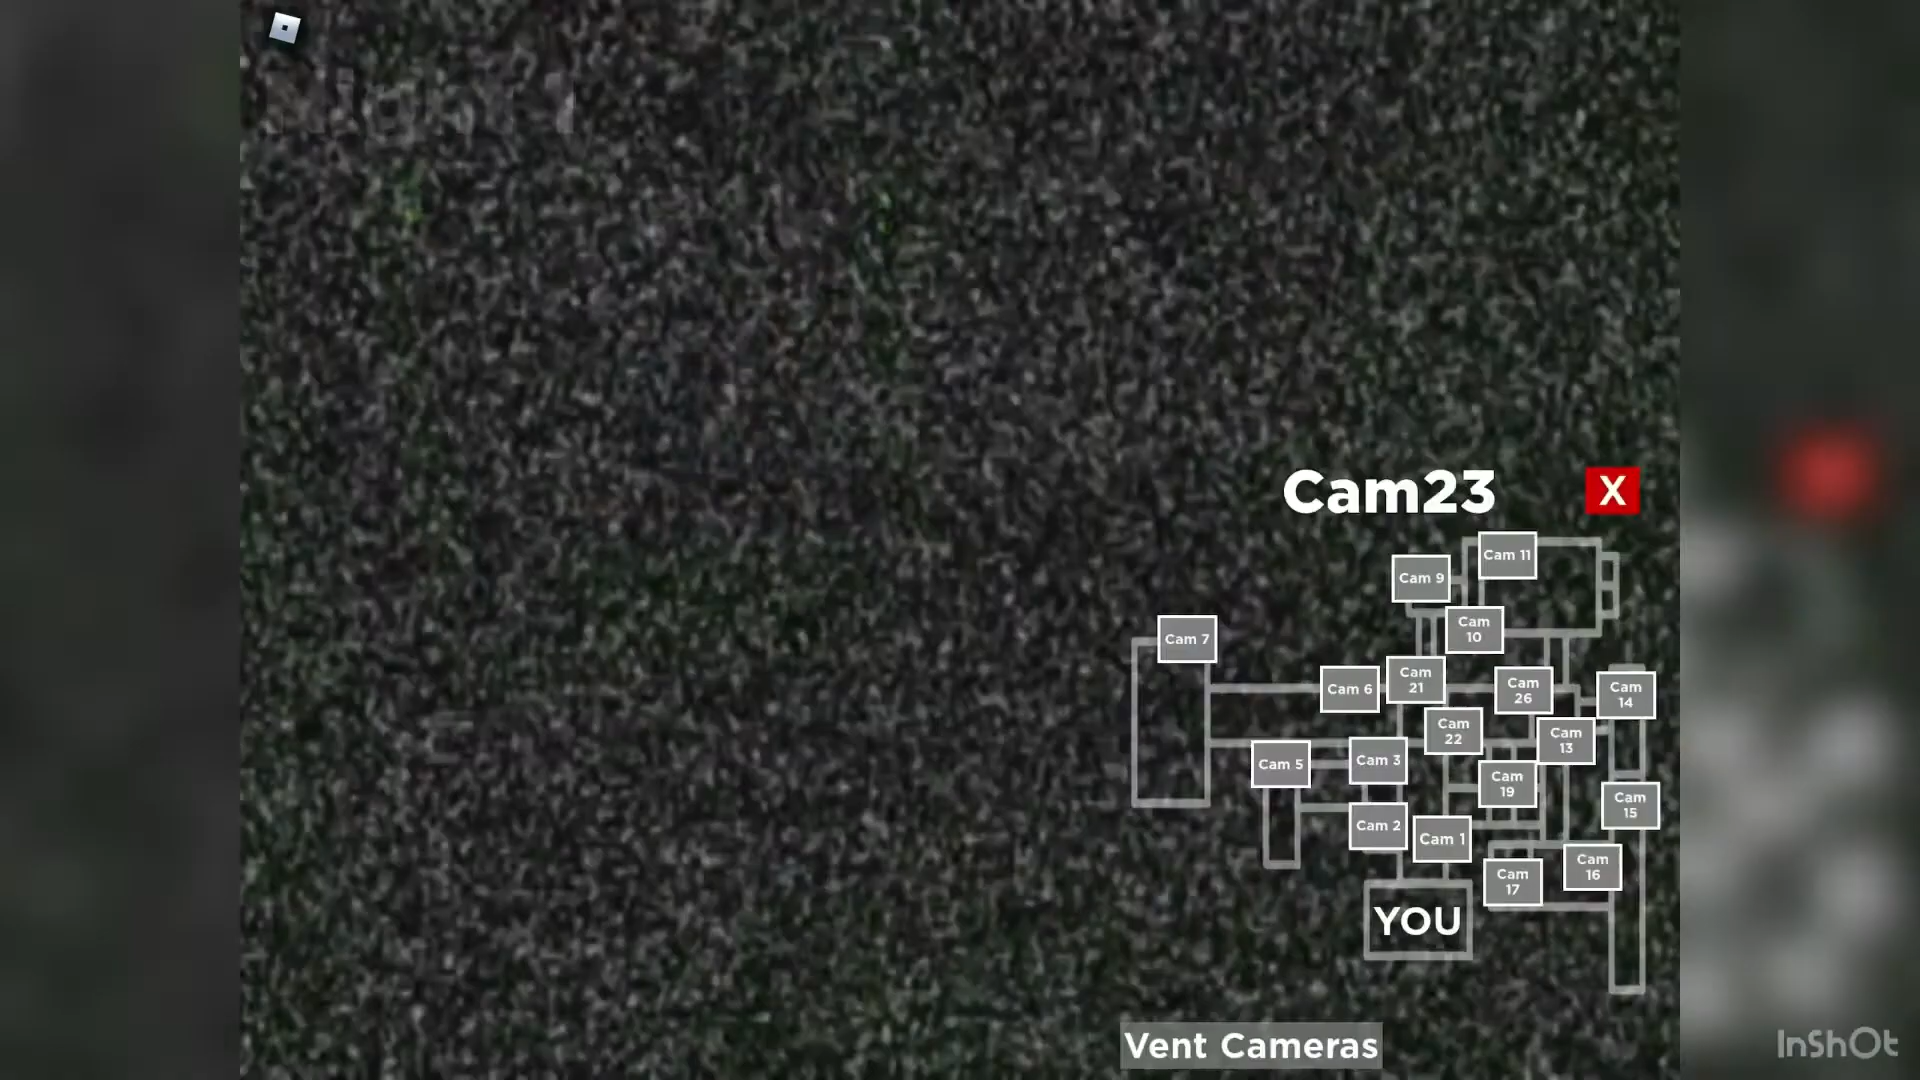 Cam23
X
Cam 11
Cam 9
Cam
10
Cam 7
Cam 6
Cam
21
Cam
26
Cam
14
Cam
22
Cam
13
Cam 5
Cam 3
Cam
19
Cam
15
Cam 2
Cam 1
Cam
16
Cam
17
YOU
Vent Cameras
InShOt